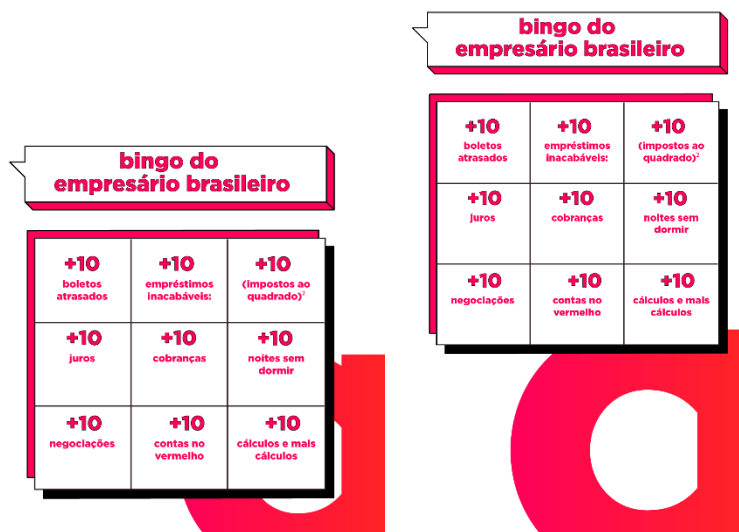 bingo do
empresário brasileiro
+10
boletos
atrasados
+10
empréstimos
inacabáveis:
+10
(impostos ao
quadrado)²
+10
juros
+10
cobranças
+10
noites sem
dormir
+10
negociações
+10
contas no
vermelho
+10
cálculos e mais
cálculos
bingo do
empresário brasileiro
+10
boletos
atrasados
+10
empréstimos
inacabáveis:
+10
(impostos ao
quadrado)²
+10
juros
+10
cobranças
+10
noites sem
dormir
+10
negociações
+10
contas no
vermelho
+10
cálculos e mais
cálculos